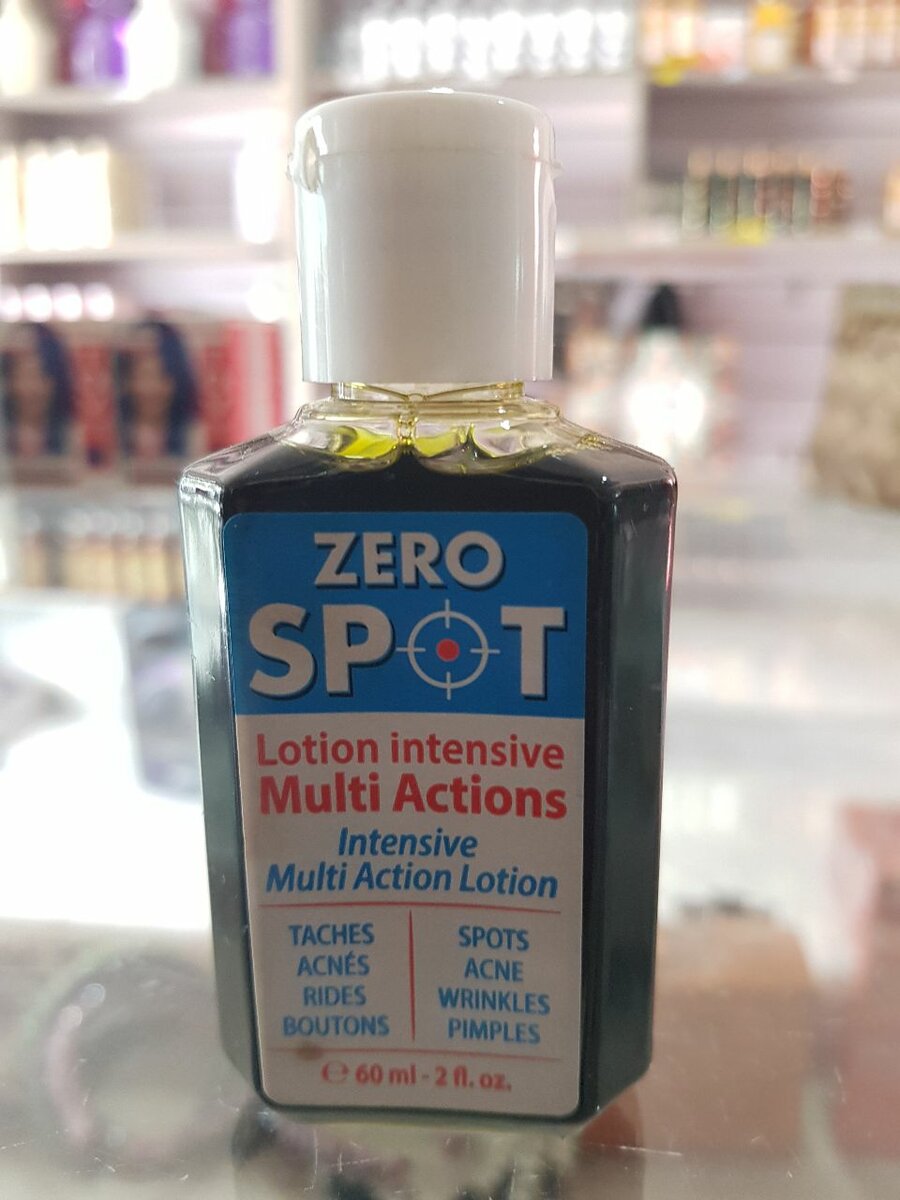 ZERO
SPOT
Lotion intensive
Multi Actions
Intensive
Multi Action Lotion
TACHES
ACNÉS
RIDES
BOUTONS
SPOTS
ACNE
WRINKLES
PIMPLES
℮ 60 ml - 2 fl. oz.